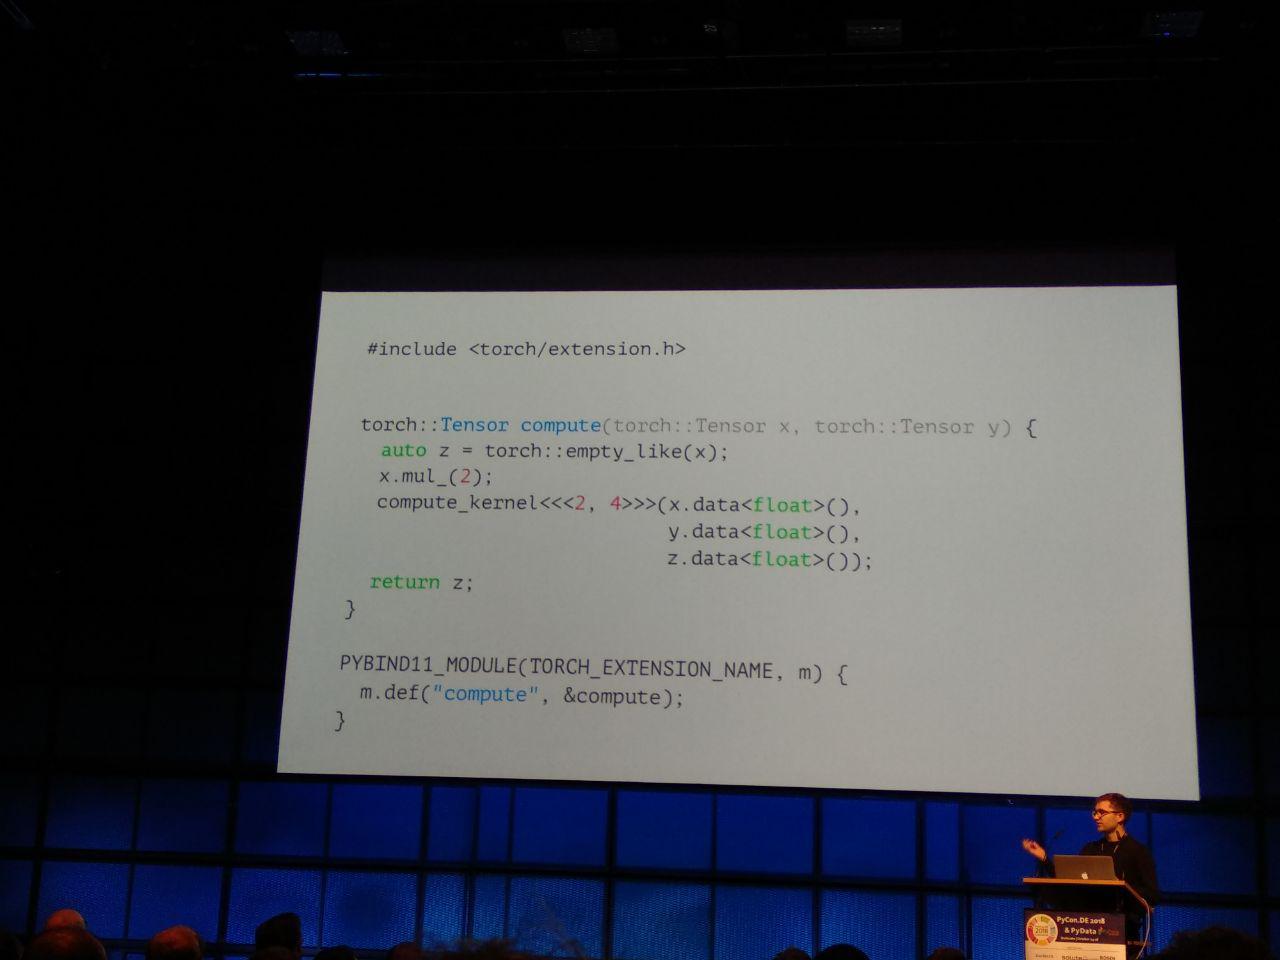 #include <torch/extension.h>
torch::Tensor compute(torch::Tensor x, torch::Tensor y) {
auto z = torch::empty_like(x);
x.mul_(2);
compute_kernel<<<2, 4>>>(x.data<float>(),
y.data<float>(),
z.data<float>());
return z;
}
PYBIND11_MODULE(TORCH_EXTENSION_NAME, m) {
m.def("compute", &compute);
}
PyCon.DE 2018
& PyData
2018